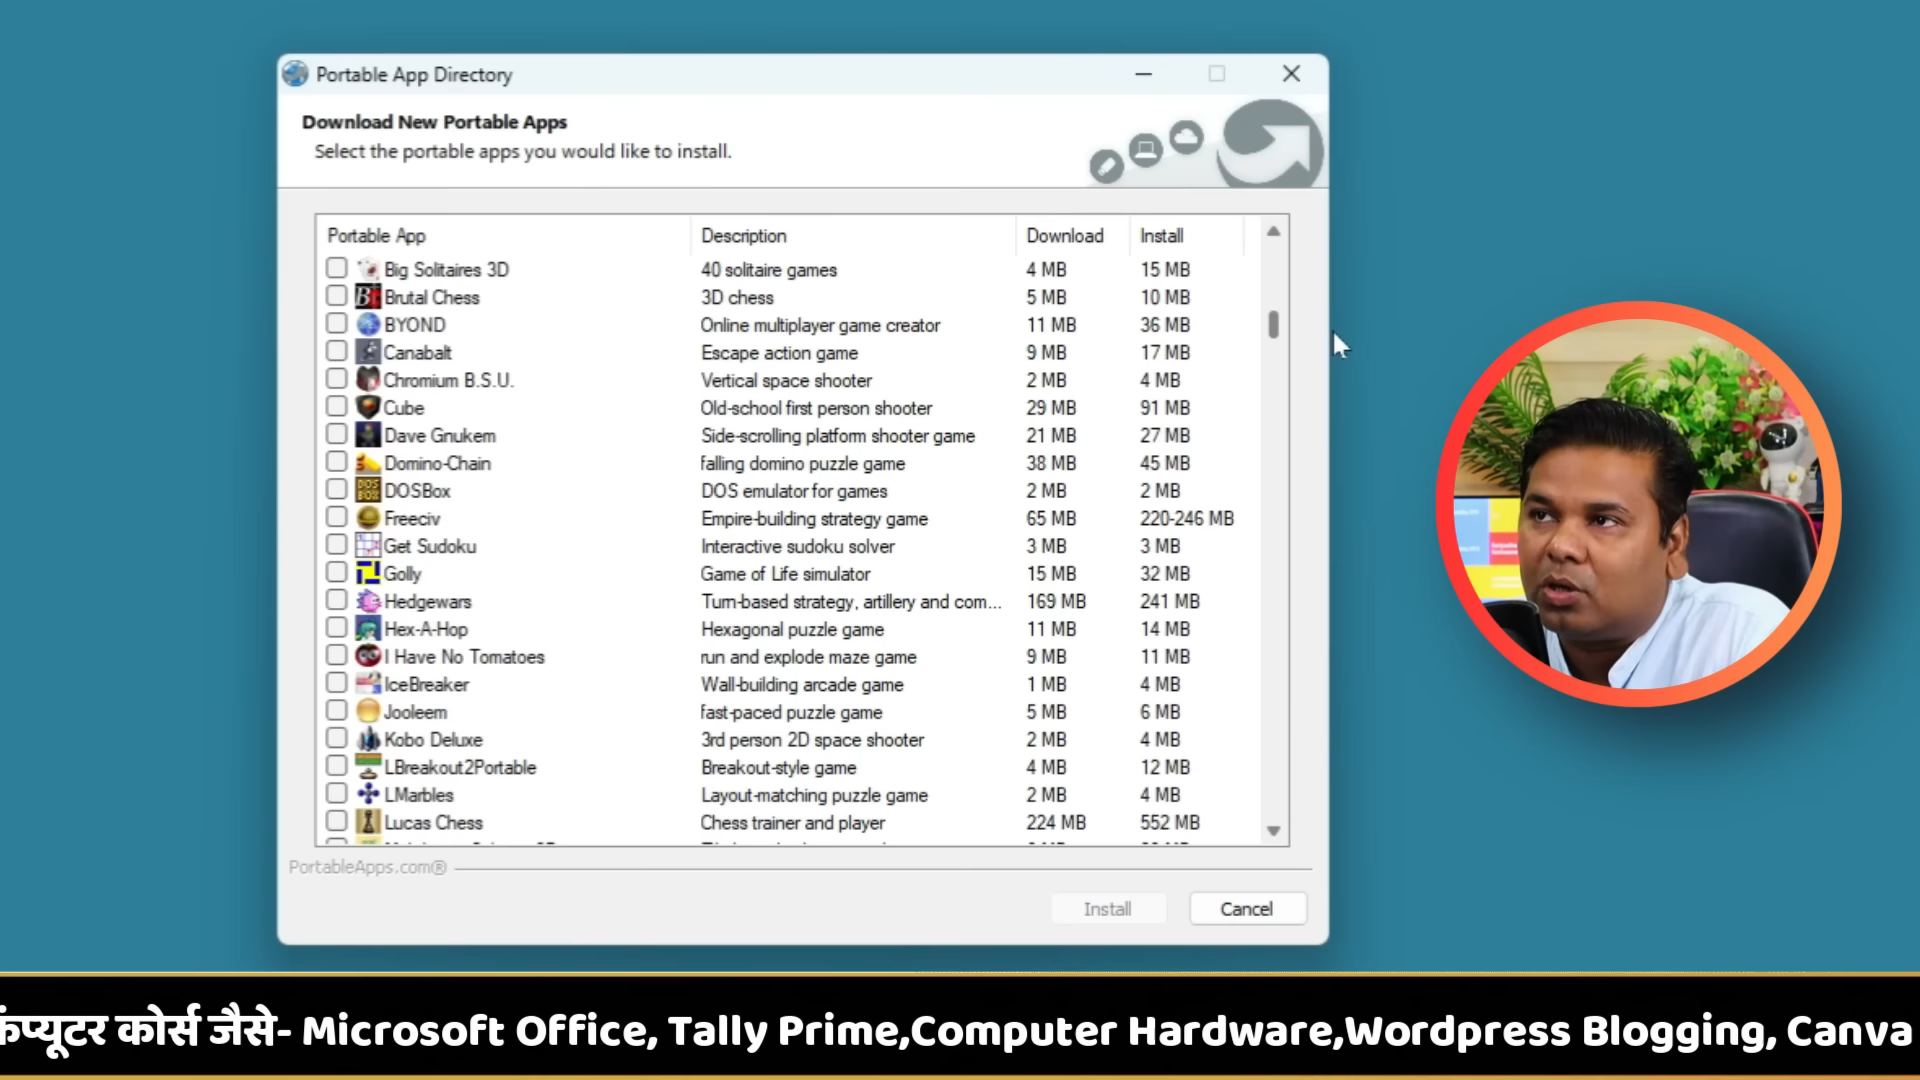 Portable App Directory
Download New Portable Apps
Select the portable apps you would like to install.
Portable App Description Download Install
Big Solitaires 3D 40 solitaire games 4 MB 15 MB
Brutal Chess 3D chess 5 MB 10 MB
BYOND Online multiplayer game creator 11 MB 36 MB
Canabalt Escape action game 9 MB 17 MB
Chromium B.S.U. Vertical space shooter 2 MB 4 MB
Cube Old-school first person shooter 29 MB 91 MB
Dave Gnukem Side-scrolling platform shooter game 21 MB 27 MB
Domino-Chain falling domino puzzle game 38 MB 45 MB
DOSBox DOS emulator for games 2 MB 2 MB
Freeciv Empire-building strategy game 65 MB 220-246 MB
Get Sudoku Interactive sudoku solver 3 MB 3 MB
Golly Game of Life simulator 15 MB 32 MB
Hedgewars Turn-based strategy, artillery and com... 169 MB 241 MB
Hex-A-Hop Hexagonal puzzle game 11 MB 14 MB
I Have No Tomatoes run and explode maze game 9 MB 11 MB
IceBreaker Wall-building arcade game 1 MB 4 MB
Jooleem fast-paced puzzle game 5 MB 6 MB
Kobo Deluxe 3rd person 2D space shooter 2 MB 4 MB
LBreakout2Portable Breakout-style game 4 MB 12 MB
LMarbles Layout-matching puzzle game 2 MB 4 MB
Lucas Chess Chess trainer and player 224 MB 552 MB
PortableApps.com®
Install Cancel
कंप्यूटर कोर्स जैसे- Microsoft Office, Tally Prime,Computer Hardware,Wordpress Blogging, Canva